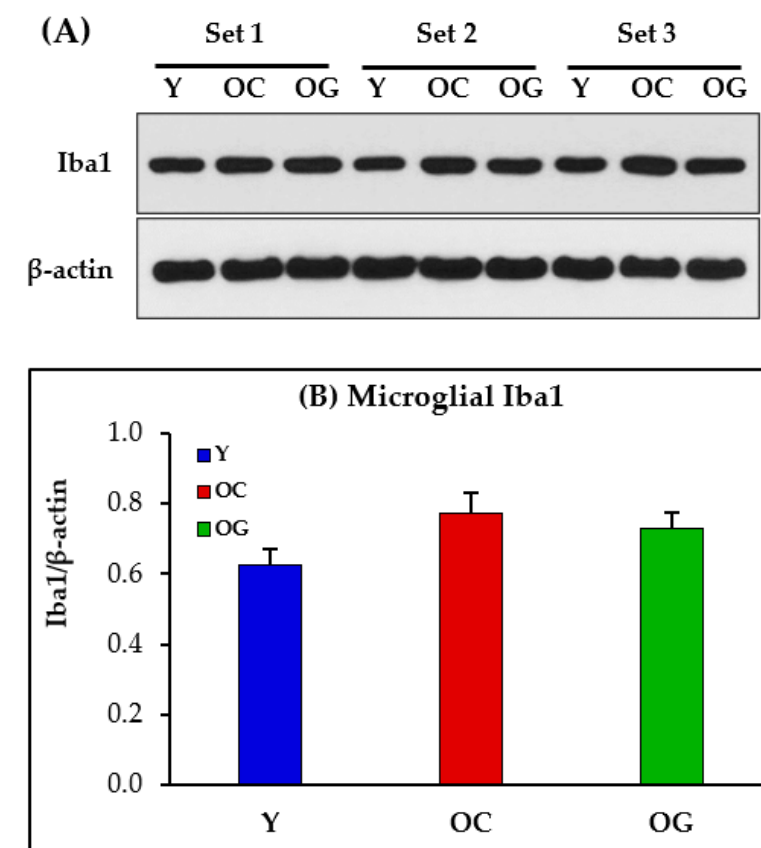 (A)
Set 1 Set 2 Set 3
Y OC OG Y OC OG Y OC OG
Iba1
β-actin
(B) Microglial Iba1
1.0
0.8
0.6
0.4
0.2
0.0
Iba1/β-actin
Y
OC
OG
Y OC OG